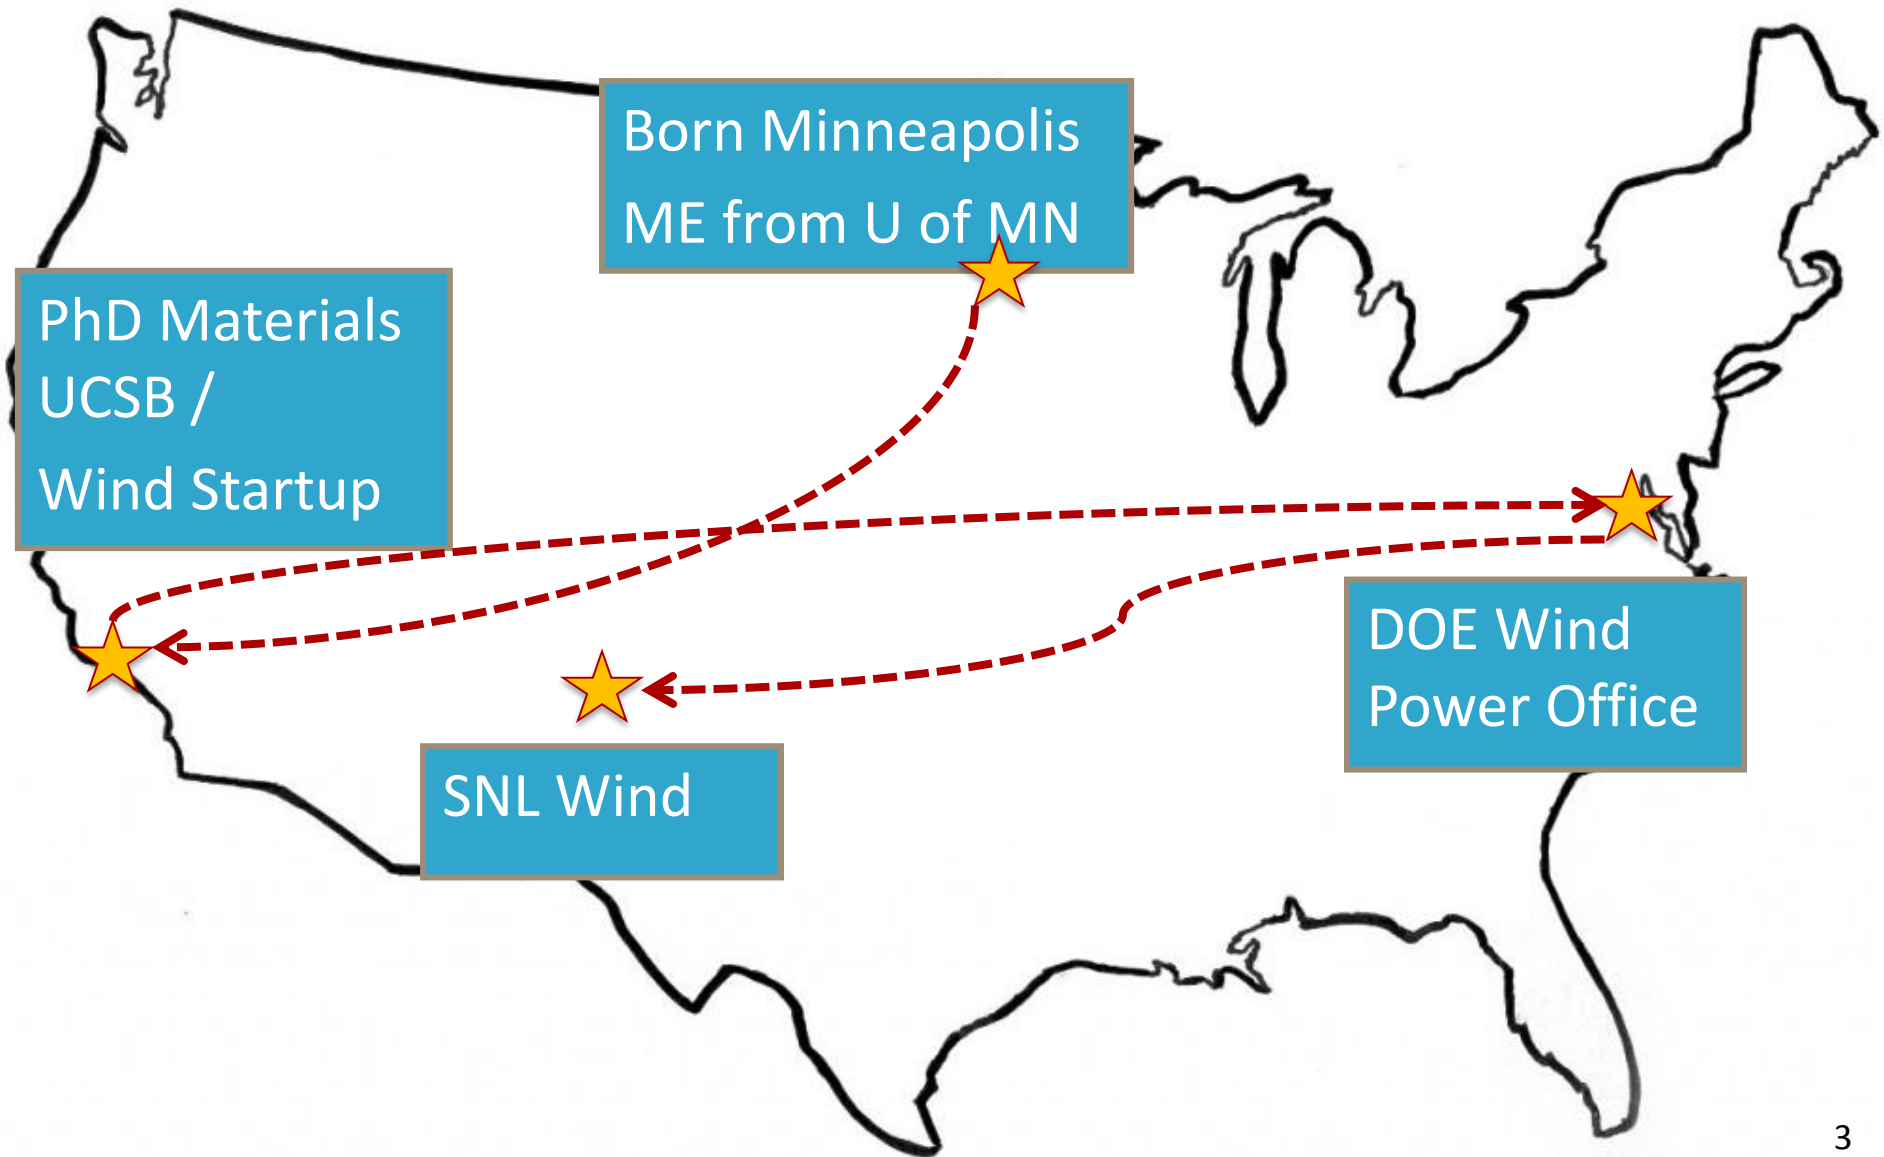 Born Minneapolis
ME from U of MN
PhD Materials
UCSB /
Wind Startup
DOE Wind
Power Office
SNL Wind
3